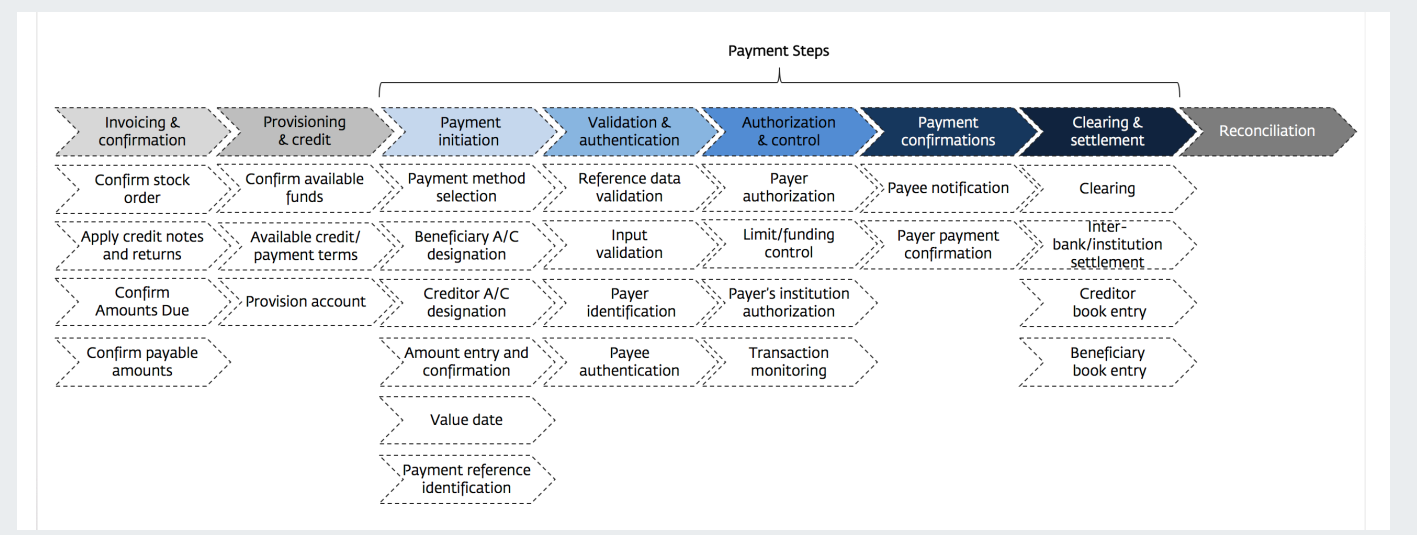 Payment Steps
Invoicing &
confirmation
Provisioning
& credit
Payment
initiation
Validation &
authentication
Authorization
& control
Payment
confirmations
Clearing &
settlement
Reconciliation
Confirm stock
order
Confirm available
funds
Payment method
selection
Reference data
validation
Payer
authorization
Payee notification
Clearing
Apply credit notes
and returns
Available credit/
payment terms
Beneficiary A/C
designation
Input
validation
Limit/funding
control
Payer payment
confirmation
Inter-
bank/institution
settlement
Confirm
Amounts Due
Provision account
Creditor A/C
designation
Payer
identification
Payer's institution
authorization
Creditor
book entry
Confirm payable
amounts
Amount entry and
confirmation
Payee
authentication
Transaction
monitoring
Beneficiary
book entry
Value date
Payment reference
identification